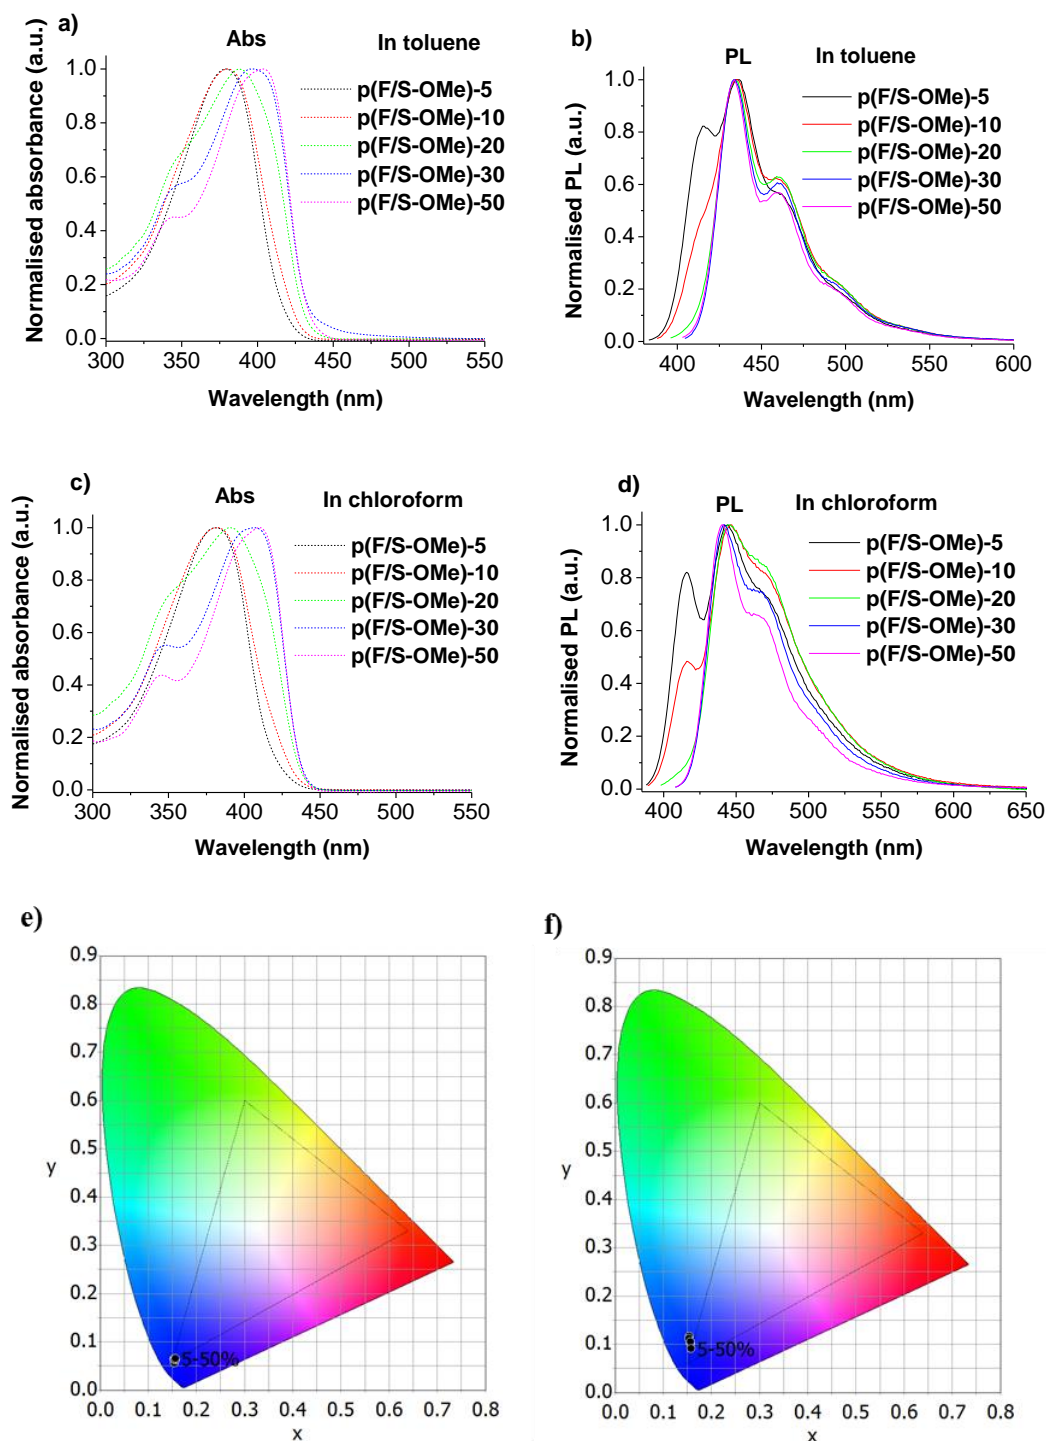 a)
Abs
In toluene
Normalised absorbance (a.u.)
1.0
0.8
0.6
0.4
0.2
0.0
p(F/S-OMe)-5
p(F/S-OMe)-10
p(F/S-OMe)-20
p(F/S-OMe)-30
p(F/S-OMe)-50
300 350 400 450 500 550
Wavelength (nm)
b)
PL
In toluene
Normalised PL (a.u.)
1.0
0.8
0.6
0.4
0.2
0.0
p(F/S-OMe)-5
p(F/S-OMe)-10
p(F/S-OMe)-20
p(F/S-OMe)-30
p(F/S-OMe)-50
400 450 500 550 600
Wavelength (nm)
c)
Abs
In chloroform
Normalised absorbance (a.u.)
1.0
0.8
0.6
0.4
0.2
0.0
p(F/S-OMe)-5
p(F/S-OMe)-10
p(F/S-OMe)-20
p(F/S-OMe)-30
p(F/S-OMe)-50
300 350 400 450 500 550
Wavelength (nm)
d)
PL
In chloroform
Normalised PL (a.u.)
1.0
0.8
0.6
0.4
0.2
0.0
p(F/S-OMe)-5
p(F/S-OMe)-10
p(F/S-OMe)-20
p(F/S-OMe)-30
p(F/S-OMe)-50
400 450 500 550 600 650
Wavelength (nm)
e)
0.9
0.8
0.7
0.6
0.5
y
0.4
0.3
0.2
0.1
0.0
5-50%
0.0 0.1 0.2 0.3 0.4 0.5 0.6 0.7 0.8
x
f)
0.9
0.8
0.7
0.6
0.5
y
0.4
0.3
0.2
0.1
0.0
5-50%
0.0 0.1 0.2 0.3 0.4 0.5 0.6 0.7 0.8
x